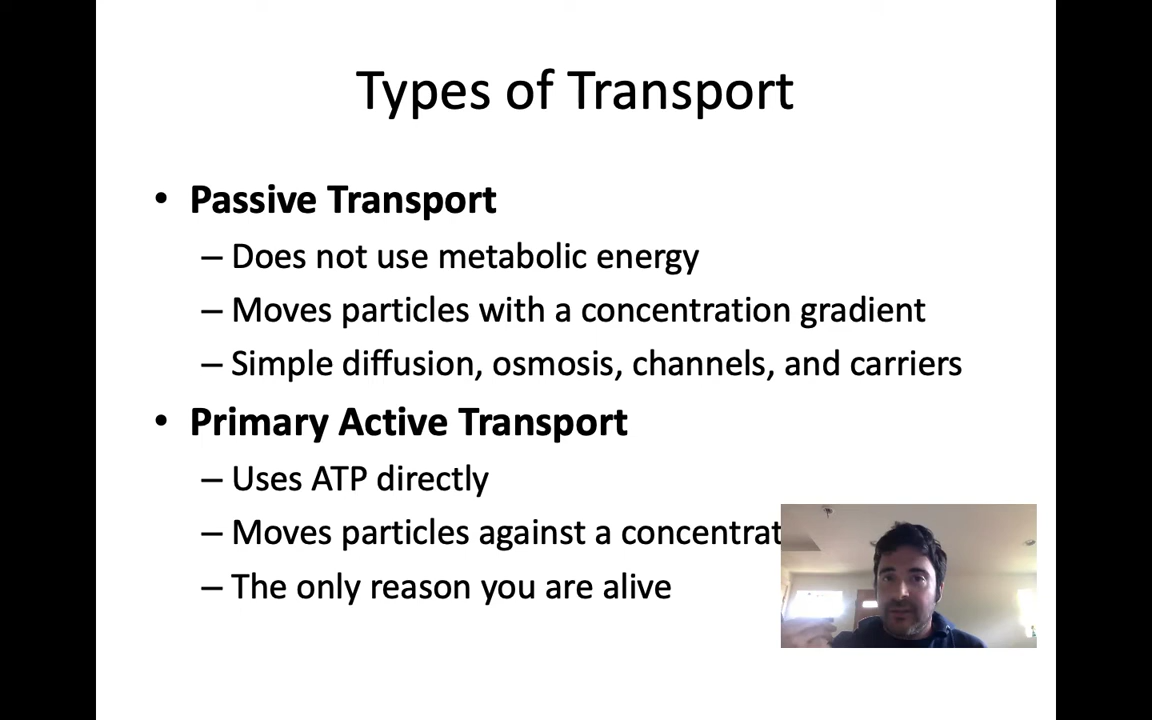 Types of Transport
• Passive Transport
– Does not use metabolic energy
– Moves particles with a concentration gradient
– Simple diffusion, osmosis, channels, and carriers
• Primary Active Transport
– Uses ATP directly
– Moves particles against a
– The only reason you are alive